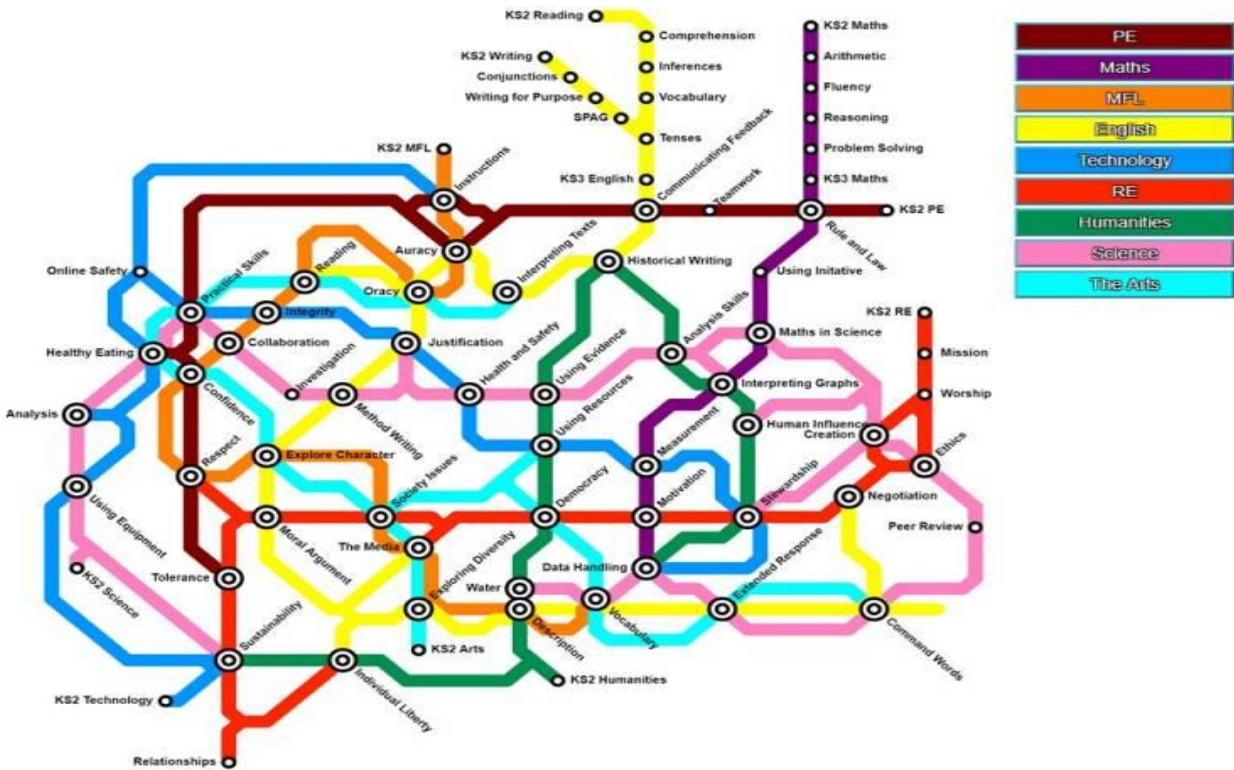 KS2 Reading
Comprehension
KS2 Writing
Inferences
Conjunctions
Writing for Purpose
Vocabulary
SPAG
Tenses
KS3 English
Communicating Feedback
Teamwork
KS2 Maths
Arithmetic
Fluency
Reasoning
Problem Solving
KS3 Maths
KS2 PE
Rule and Law
KS2 MFL
Instructions
Auracy
Interpreting Texts
Historical Writing
Using Initative
Online Safety
Practical Skills
Reading
Oracy
Integrity
Healthy Eating
Collaboration
Justification
Health and Safety
Using Evidence
Analysis Skills
Maths in Science
KS2 RE
Mission
Worship
Investigation
Confidence
Analysis
Method Writing
Using Resources
Interpreting Graphs
Measurement
Human Influence
Creation
Ethics
Explore Character
Respect
Society Issues
Democracy
Motivation
Stewardship
Negotiation
Using Equipment
Peer Review
KS2 Science
Moral Argument
The Media
Exploring Diversity
Data Handling
Extended Response
Tolerance
Water
Description
Vocabulary
Command Words
Sustainability
Individual Liberty
KS2 Arts
KS2 Humanities
KS2 Technology
Relationships
PE
Maths
MFL
English
Technology
RE
Humanities
Science
The Arts